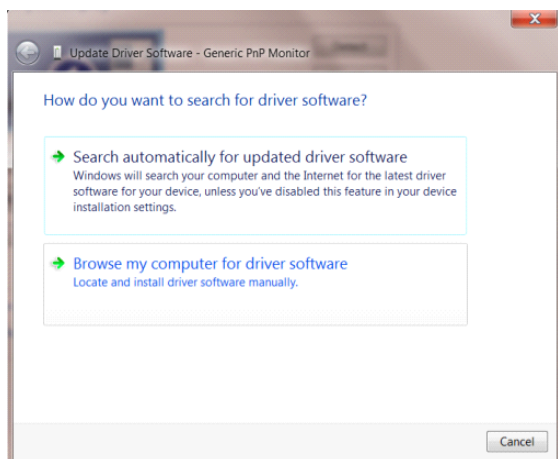 Update Driver Software - Generic PnP Monitor
How do you want to search for driver software?
Search automatically for updated driver software
Windows will search your computer and the Internet for the latest driver
software for your device, unless you've disabled this feature in your device
installation settings.
Browse my computer for driver software
Locate and install driver software manually.
Cancel